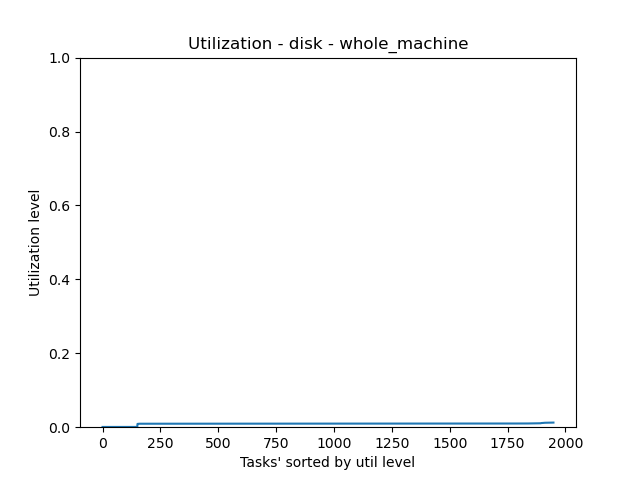 Utilization - disk - whole_machine
1.0
0.8
0.6
0.4
0.2
0.0
Utilization level
0 250 500 750 1000 1250 1500 1750 2000
Tasks' sorted by util level